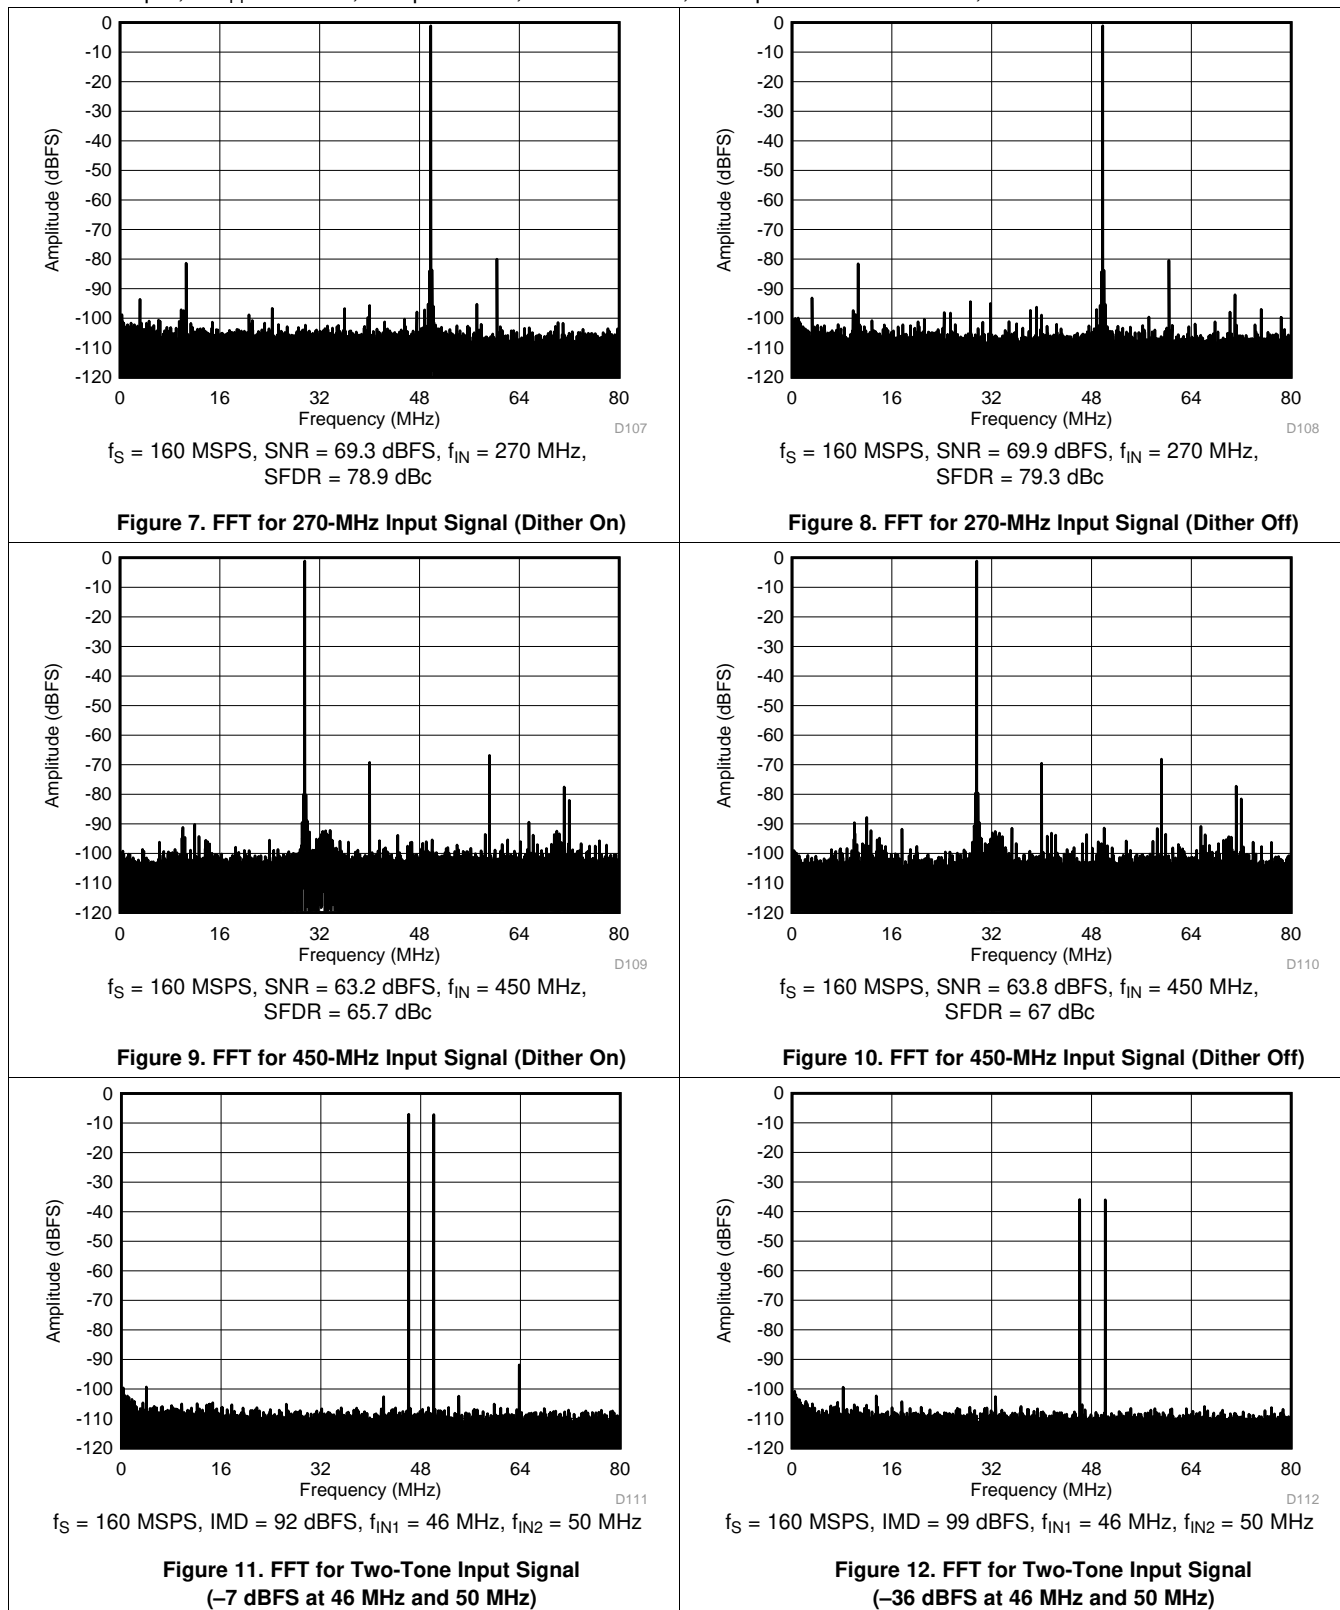 0
-10
-20
-30
-40
-50
-60
-70
-80
-90
-100
-110
-120
Amplitude (dBFS)
0 16 32 48 64 80
Frequency (MHz)
D107
fS = 160 MSPS, SNR = 69.3 dBFS, fIN = 270 MHz,
SFDR = 78.9 dBc
Figure 7. FFT for 270-MHz Input Signal (Dither On)
0
-10
-20
-30
-40
-50
-60
-70
-80
-90
-100
-110
-120
Amplitude (dBFS)
0 16 32 48 64 80
Frequency (MHz)
D108
fS = 160 MSPS, SNR = 69.9 dBFS, fIN = 270 MHz,
SFDR = 79.3 dBc
Figure 8. FFT for 270-MHz Input Signal (Dither Off)
0
-10
-20
-30
-40
-50
-60
-70
-80
-90
-100
-110
-120
Amplitude (dBFS)
0 16 32 48 64 80
Frequency (MHz)
D109
fS = 160 MSPS, SNR = 63.2 dBFS, fIN = 450 MHz,
SFDR = 65.7 dBc
Figure 9. FFT for 450-MHz Input Signal (Dither On)
0
-10
-20
-30
-40
-50
-60
-70
-80
-90
-100
-110
-120
Amplitude (dBFS)
0 16 32 48 64 80
Frequency (MHz)
D110
fS = 160 MSPS, SNR = 63.8 dBFS, fIN = 450 MHz,
SFDR = 67 dBc
Figure 10. FFT for 450-MHz Input Signal (Dither Off)
0
-10
-20
-30
-40
-50
-60
-70
-80
-90
-100
-110
-120
Amplitude (dBFS)
0 16 32 48 64 80
Frequency (MHz)
D111
fS = 160 MSPS, IMD = 92 dBFS, fIN1 = 46 MHz, fIN2 = 50 MHz
Figure 11. FFT for Two-Tone Input Signal
(–7 dBFS at 46 MHz and 50 MHz)
0
-10
-20
-30
-40
-50
-60
-70
-80
-90
-100
-110
-120
Amplitude (dBFS)
0 16 32 48 64 80
Frequency (MHz)
D112
fS = 160 MSPS, IMD = 99 dBFS, fIN1 = 46 MHz, fIN2 = 50 MHz
Figure 12. FFT for Two-Tone Input Signal
(–36 dBFS at 46 MHz and 50 MHz)